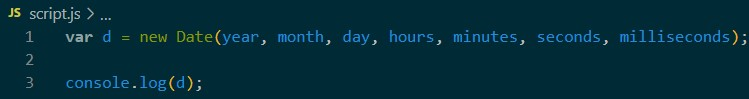 JS script.js > ...
1 var d = new Date(year, month, day, hours, minutes, seconds, milliseconds);
2
3 console.log(d);